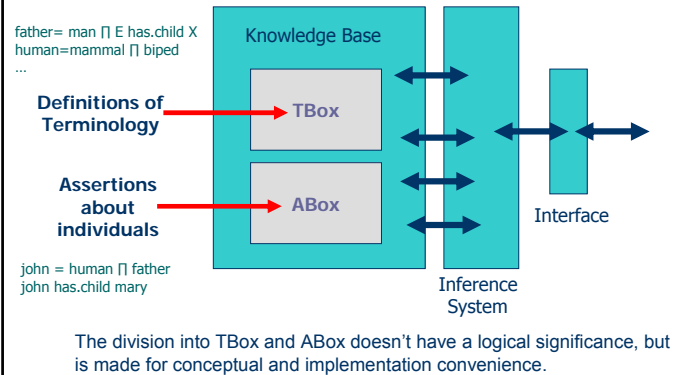 father= man ∏ E has.child X
human=mammal ∏ biped
…
Knowledge Base
Definitions of
Terminology
TBox
Assertions
about
individuals
ABox
Interface
john = human ∏ father
john has.child mary
Inference
System
The division into TBox and ABox doesn’t have a logical significance, but
is made for conceptual and implementation convenience.